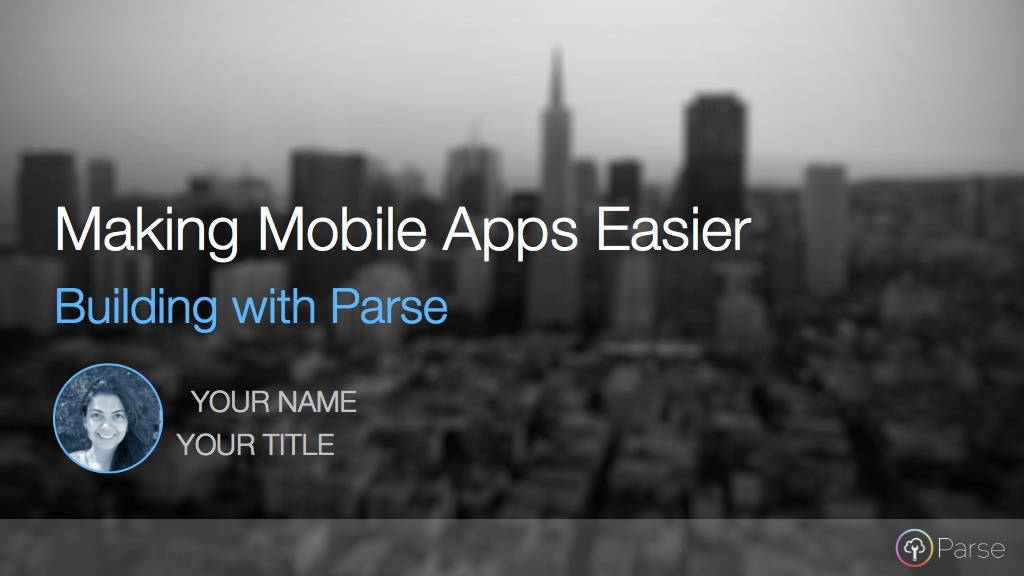 Making Mobile Apps Easier
Building with Parse
YOUR NAME
YOUR TITLE
Parse